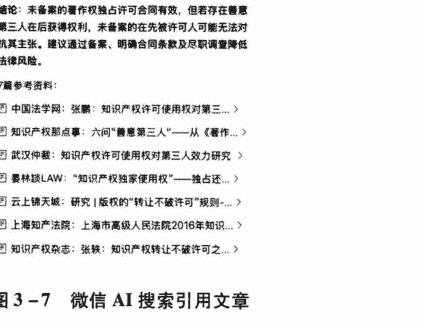 结论：未备案的著作权独占许可合同有效，但若存在善意
第三人在后获得权利，未备案的在先被许可人可能无法对
抗其主张。建议通过备案、明确合同条款及尽职调查降低
法律风险。
7篇参考资料：
中国法学网：张鹏：知识产权许可使用权对第三... >
知识产权那点事：六问“善意第三人”——从《著作... >
武汉仲裁：知识产权许可使用权对第三人效力研究 >
晏林談LAW：“知识产权独家使用权”——独占还... >
云上锦天城：研究 | 版权的“转让不破许可”规则-... >
上海知产法院：上海市高级人民法院2016年知识... >
知识产权杂志：张轶：知识产权转让不破许可之... >
图3-7 微信AI搜索引用文章